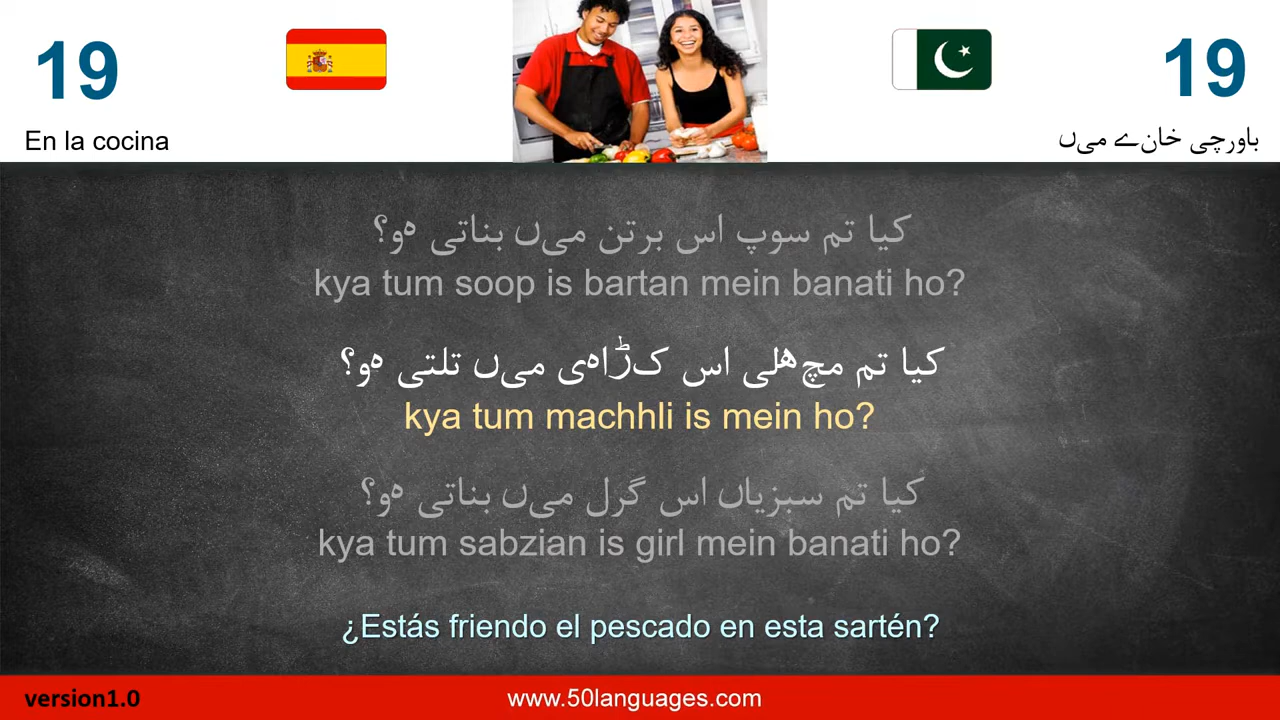 19
19
En la cocina
باورچی خانے میں
کیا تم سوپ اس برتن میں بناتی ہو؟
kya tum soop is bartan mein banati ho?
کیا تم مچھلی اس کڑاہی میں تلتی ہو؟
kya tum machhli is mein ho?
کیا تم سبزیاں اس گرل میں بناتی ہو؟
kya tum sabzian is girl mein banati ho?
¿Estás friendo el pescado en esta sartén?
version1.0
www.50languages.com